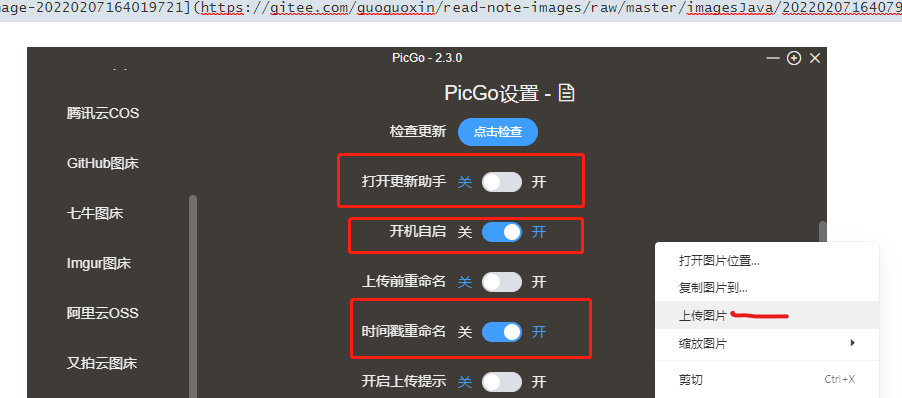 age-20220207164019721](https://gitee.com/guoguoxin/read-note-images/raw/master/imagesJava/20220207164079
PicGo - 2.3.0
PicGo设置 -
腾讯云COS
检查更新 点击检查
GitHub图床
打开更新助手 关 开
七牛图床
开机自启 关 开
Imgur图床
上传前重命名 关 开
阿里云OSS
时间戳重命名 关 开
又拍云图床
开启上传提示 关 开
打开图片位置...
复制图片到...
上传图片
缩放图片
剪切 Ctrl+X